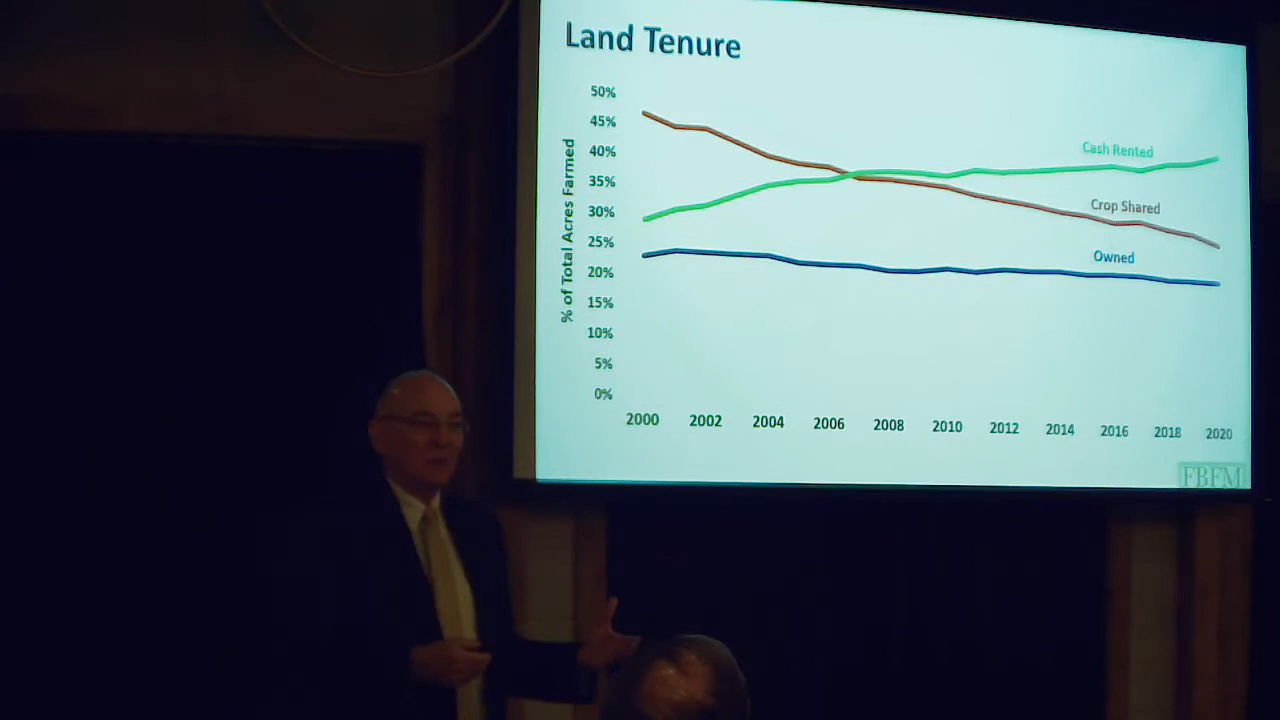 Land Tenure
50%
45%
40%
35%
30%
25%
20%
15%
10%
5%
0%
% of Total Acres Farmed
Cash Rented
Crop Shared
Owned
2000 2002 2004 2006 2008 2010 2012 2014 2016 2018 2020
FBFM